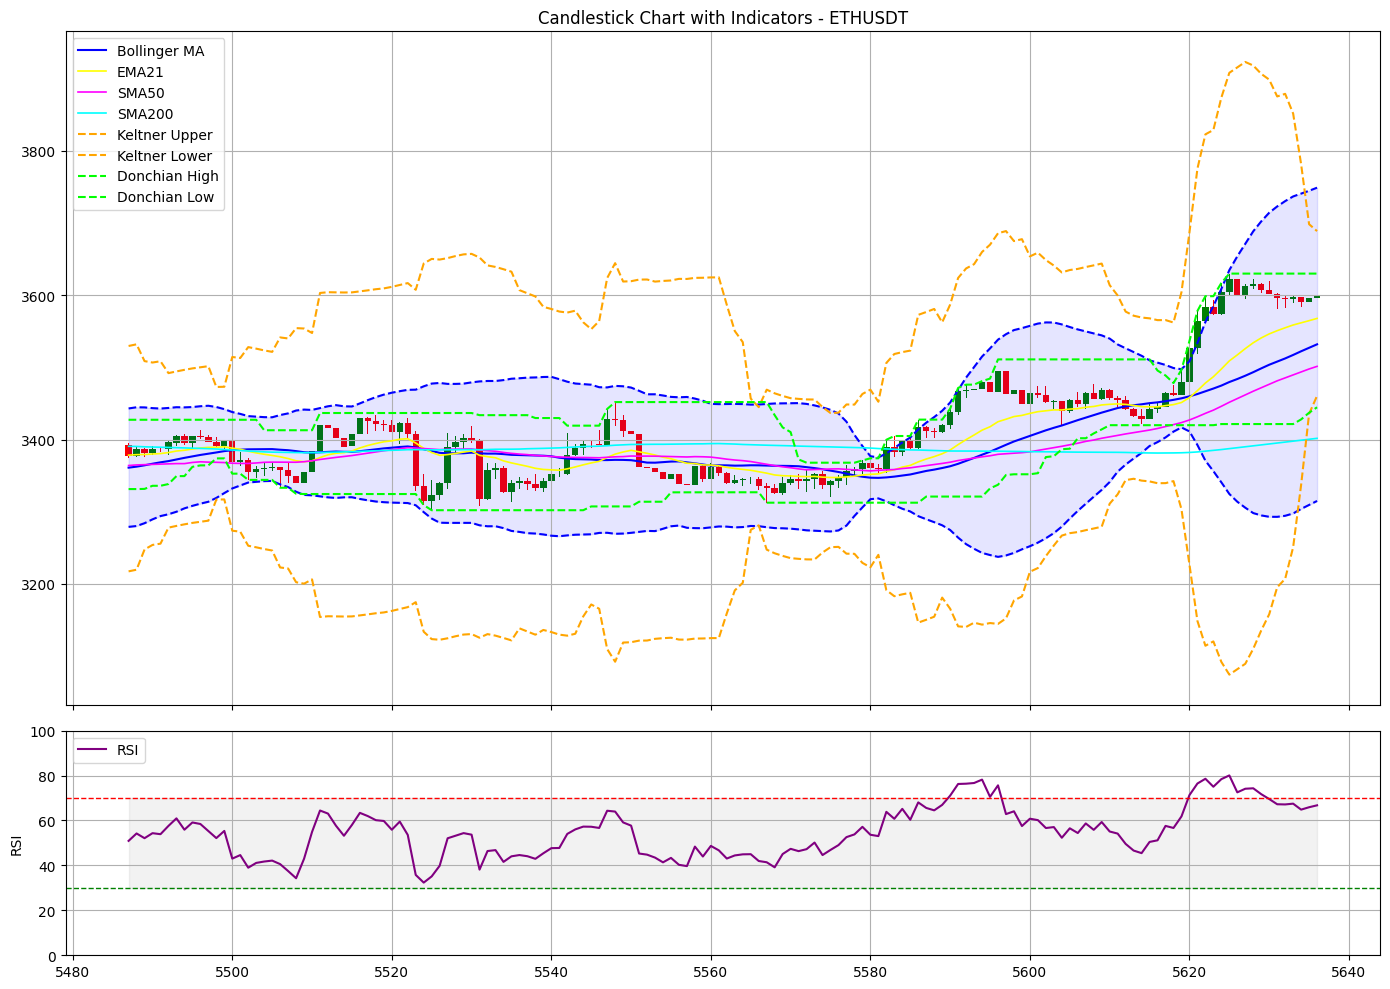 Candlestick Chart with Indicators - ETHUSDT
Bollinger MA
EMA21
SMA50
SMA200
Keltner Upper
Keltner Lower
Donchian High
Donchian Low
3800
3600
3400
3200
RSI
100
80
60
40
20
0
RSI
5480 5500 5520 5540 5560 5580 5600 5620 5640